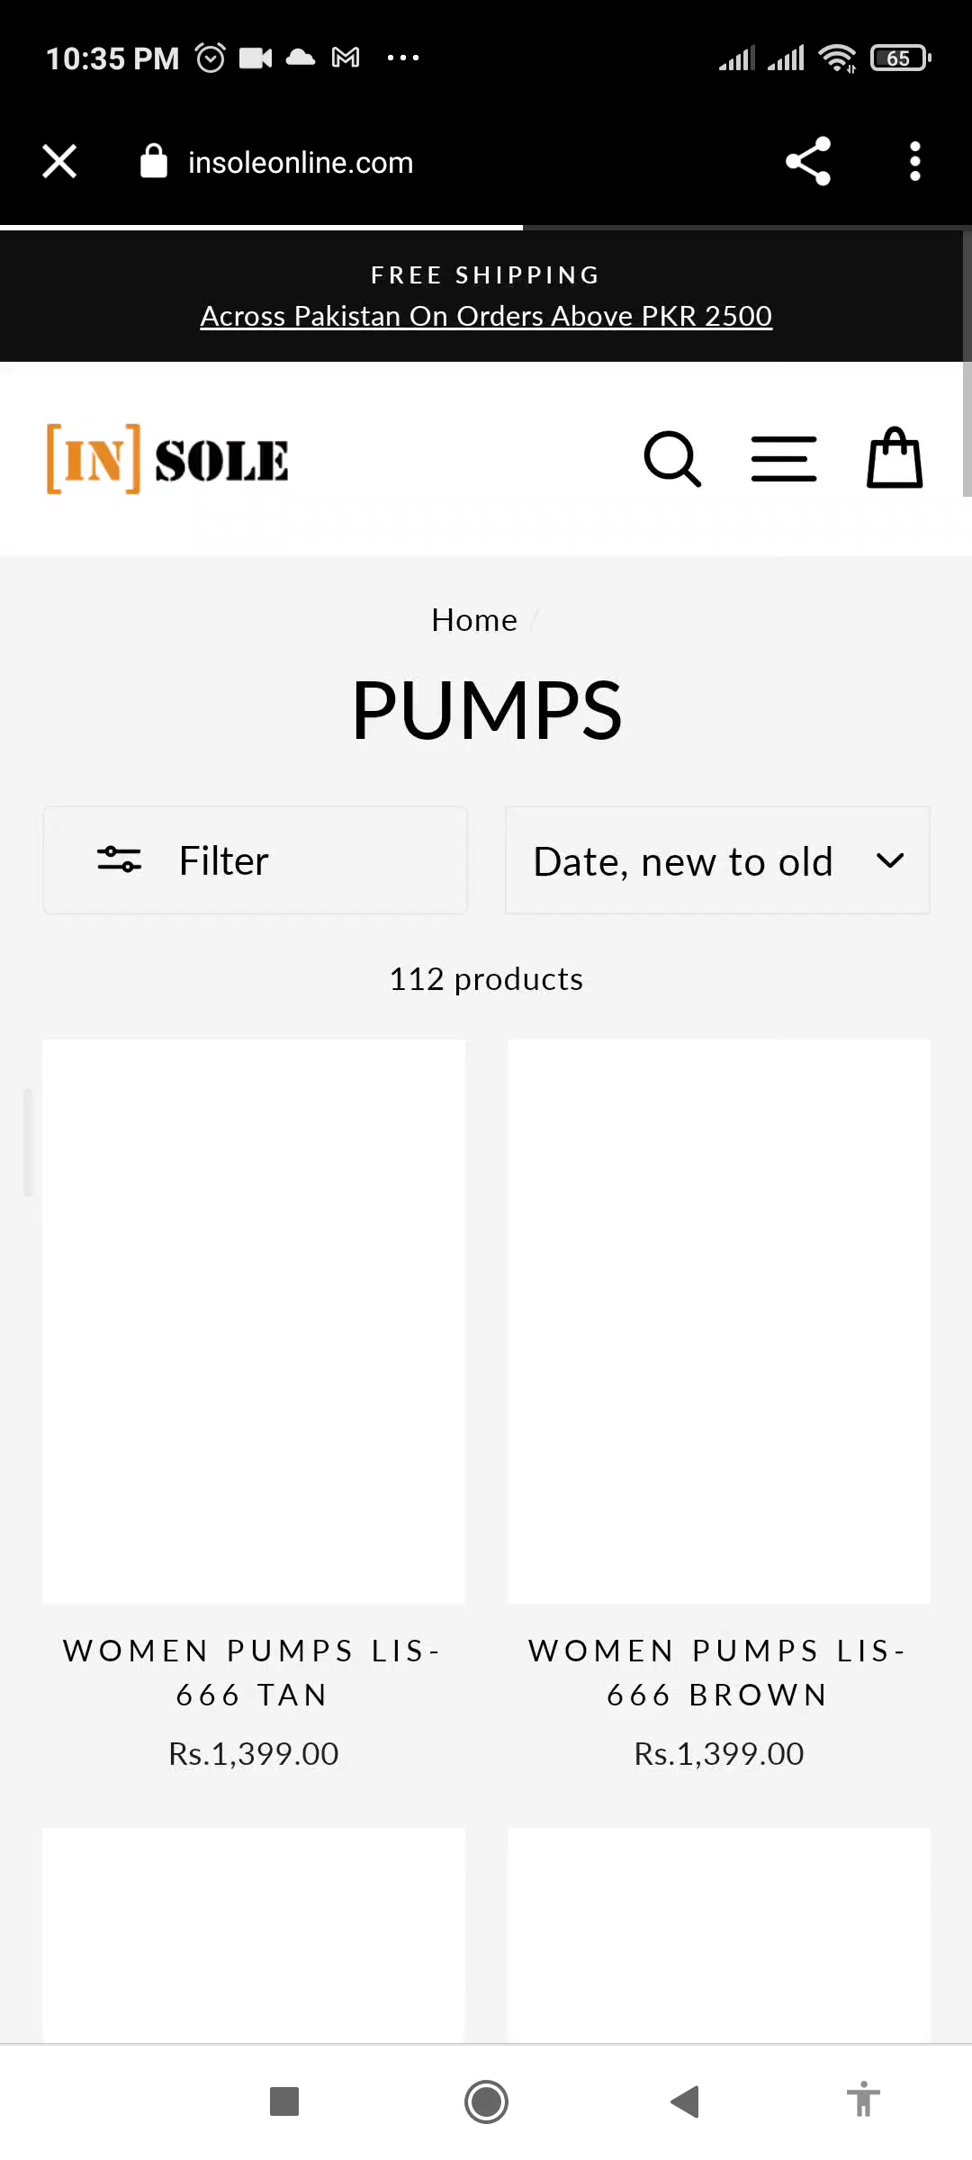 10:35 PM
65
insoleonline.com
FREE SHIPPING
Across Pakistan On Orders Above PKR 2500
[IN] SOLE
Home /
PUMPS
Filter
Date, new to old
112 products
WOMEN PUMPS LIS-
666 TAN
Rs.1,399.00
WOMEN PUMPS LIS-
666 BROWN
Rs.1,399.00